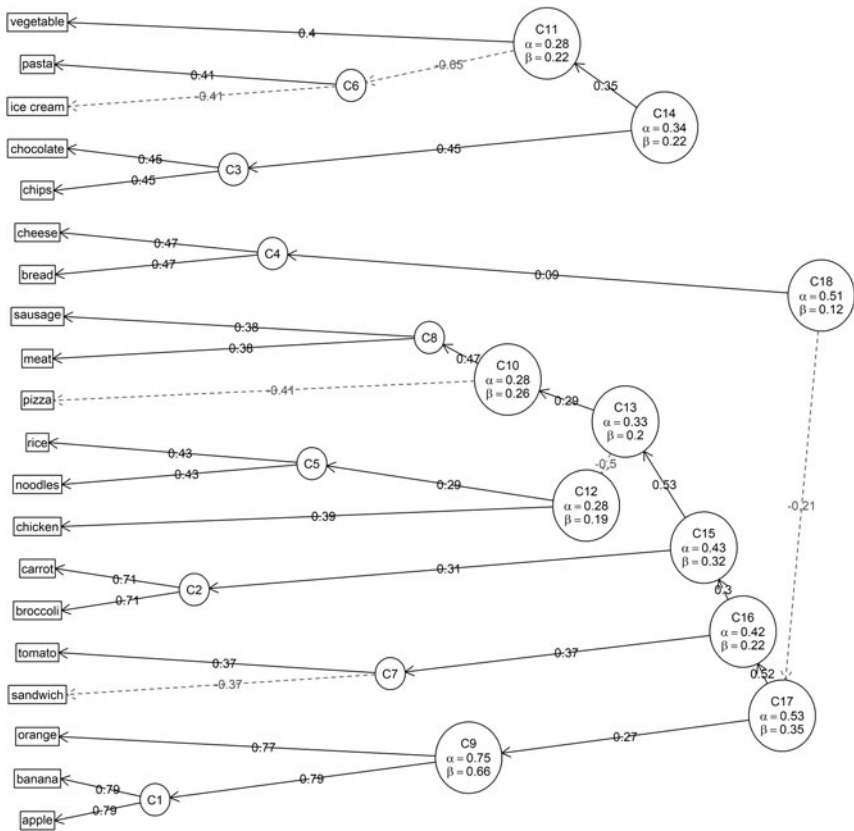 vegetable
0.4
C11
α = 0.28
β = 0.22
pasta
0.41
C6
-0.65
ice cream
-0.41
0.35
C14
α = 0.34
β = 0.22
chocolate
0.45
C3
0.45
chips
0.45
cheese
0.47
C4
bread
0.47
0.09
C18
α = 0.51
β = 0.12
sausage
0.38
C8
meat
0.38
0.47
C10
α = 0.28
β = 0.26
pizza
-0.41
0.29
C13
α = 0.33
β = 0.2
rice
0.43
C5
-0.5
noodles
0.43
0.29
C12
α = 0.28
β = 0.19
0.53
-0.21
chicken
0.39
C15
α = 0.43
β = 0.32
carrot
0.71
C2
0.31
broccoli
0.71
0.3
C16
α = 0.42
β = 0.22
tomato
0.37
C7
0.37
sandwich
-0.37
0.52
C17
α = 0.53
β = 0.35
orange
0.77
C9
α = 0.75
β = 0.66
0.27
banana
0.79
C1
0.79
apple
0.79